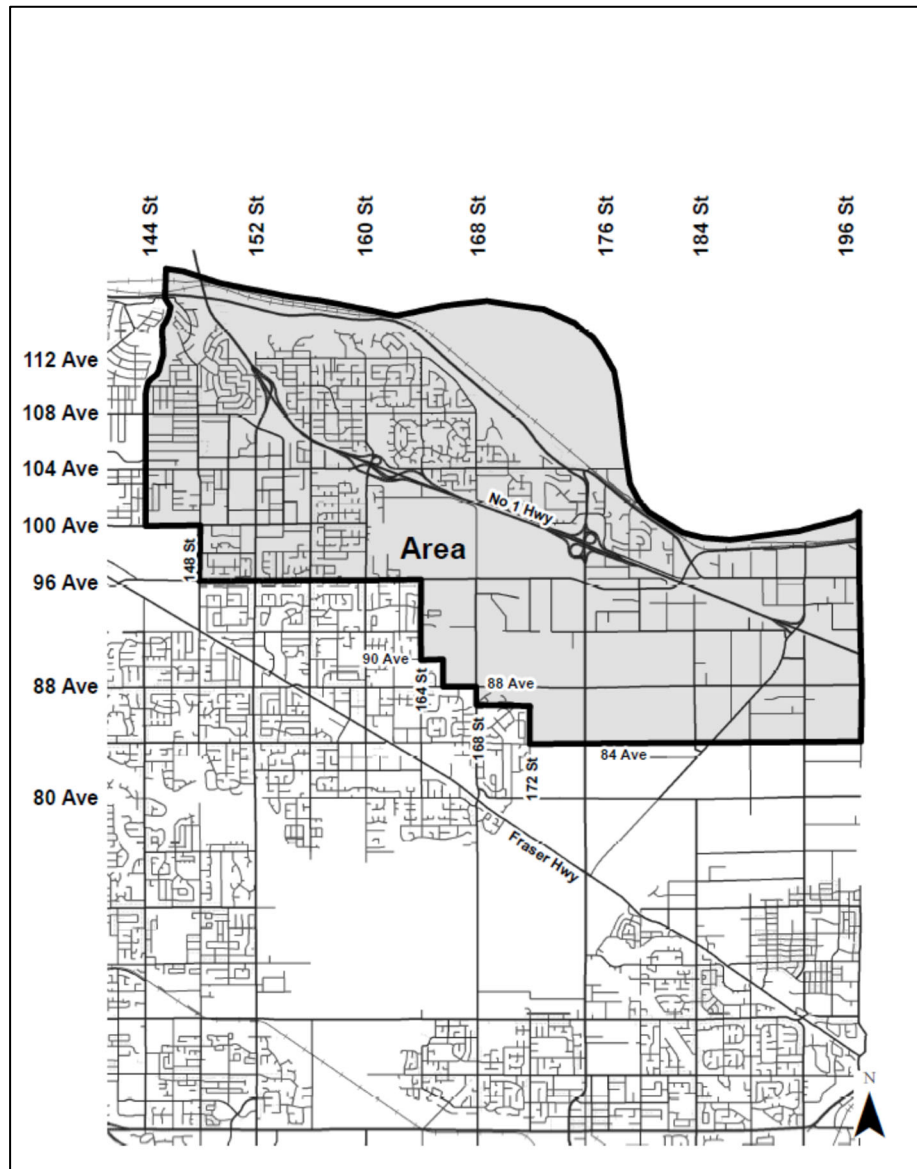 144 St
152 St
160 St
168 St
176 St
184 St
196 St
112 Ave
108 Ave
104 Ave
No 1 Hwy
100 Ave
Area
148 St
96 Ave
90 Ave
164 St
88 Ave
88 Ave
168 St
84 Ave
172 St
80 Ave
Fraser Hwy
N